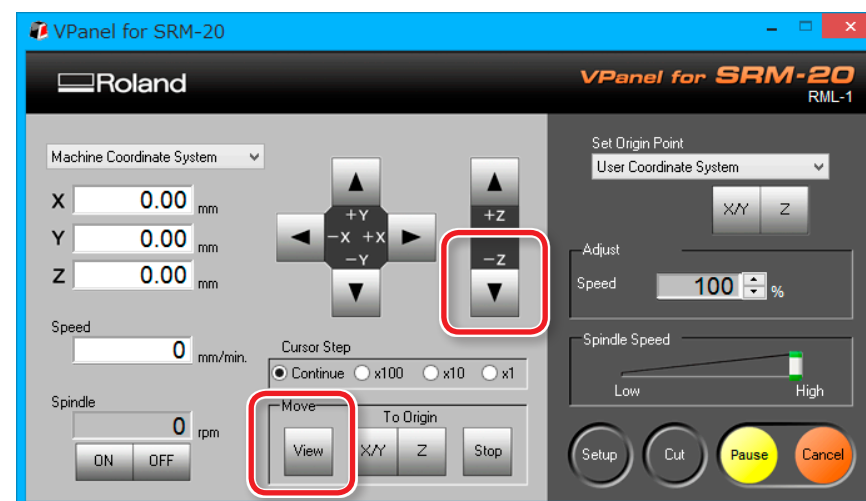 VPanel for SRM-20
Roland
VPanel for SRM-20
RML-1
Machine Coordinate System
X 0.00 mm
Y 0.00 mm
Z 0.00 mm
Speed
0 mm/min.
Spindle
0 rpm
ON OFF
+Y
-X +X
-Y
+Z
-Z
Cursor Step
Continue x100 x10 x1
Move
To Origin
View X/Y Z Stop
Set Origin Point
User Coordinate System
X/Y Z
Adjust
Speed 100 %
Spindle Speed
Low High
Setup Cut Pause Cancel